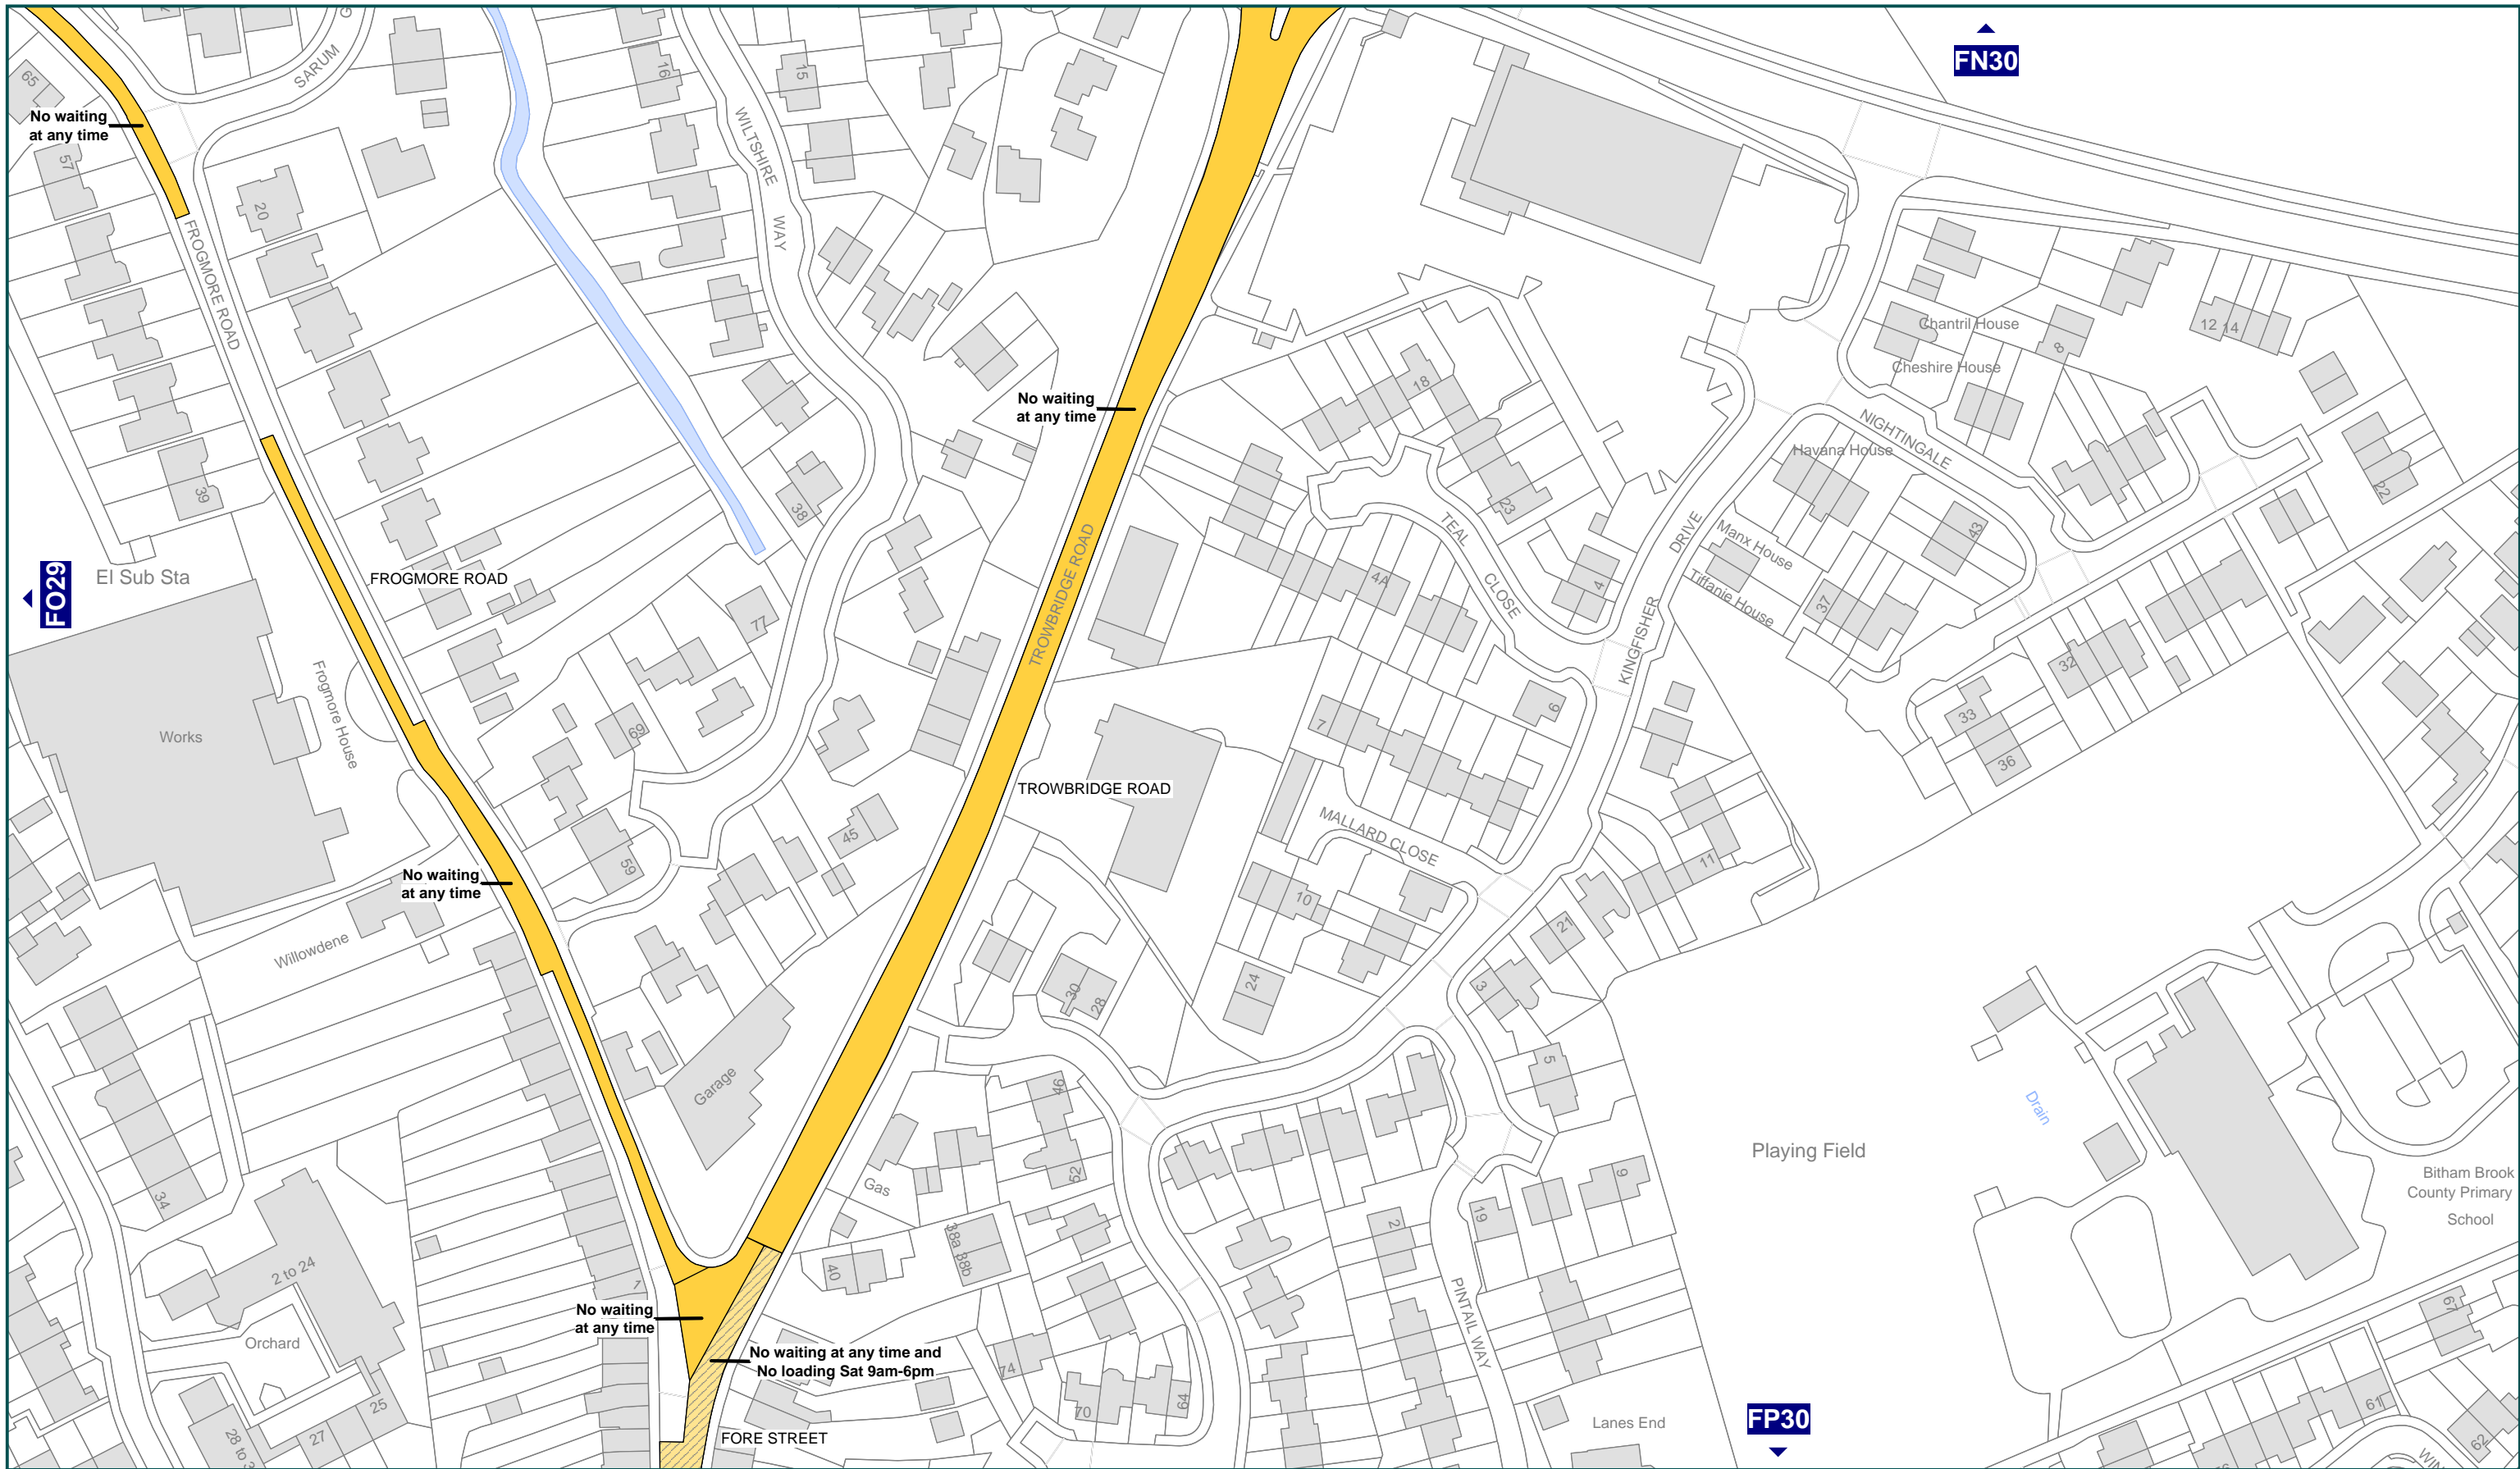 FN30
65
SARUM
16
15
No waiting
at any time
WILTSHIRE
WAY
57
20
FROGMORE ROAD
Chantril House
12 14
8
Cheshire House
18
No waiting
at any time
NIGHTINGALE
Havana House
39
38
23
22
TEAL
CLOSE
DRIVE
Manx House
43
El Sub Sta
FROGMORE ROAD
FO29
TROWBRIDGE ROAD
4A
4
Tiffanie House
37
77
KINGFISHER
32
Frogmore House
Works
69
7
6
33
36
TROWBRIDGE ROAD
MALLARD CLOSE
45
59
11
No waiting
at any time
10
21
Willowdene
24
3
30
28
5
Garage
46
Drain
Playing Field
52
Gas
9
Bitham Brook
County Primary
School
34
19
2
38a 38b
40
2 to 24
1
No waiting
at any time
PINTAIL WAY
67
Orchard
No waiting at any time and
No loading Sat 9am-6pm
74
70
64
61
25
27
28 to 3
Lanes End
FP30
FORE STREET
62
WIN